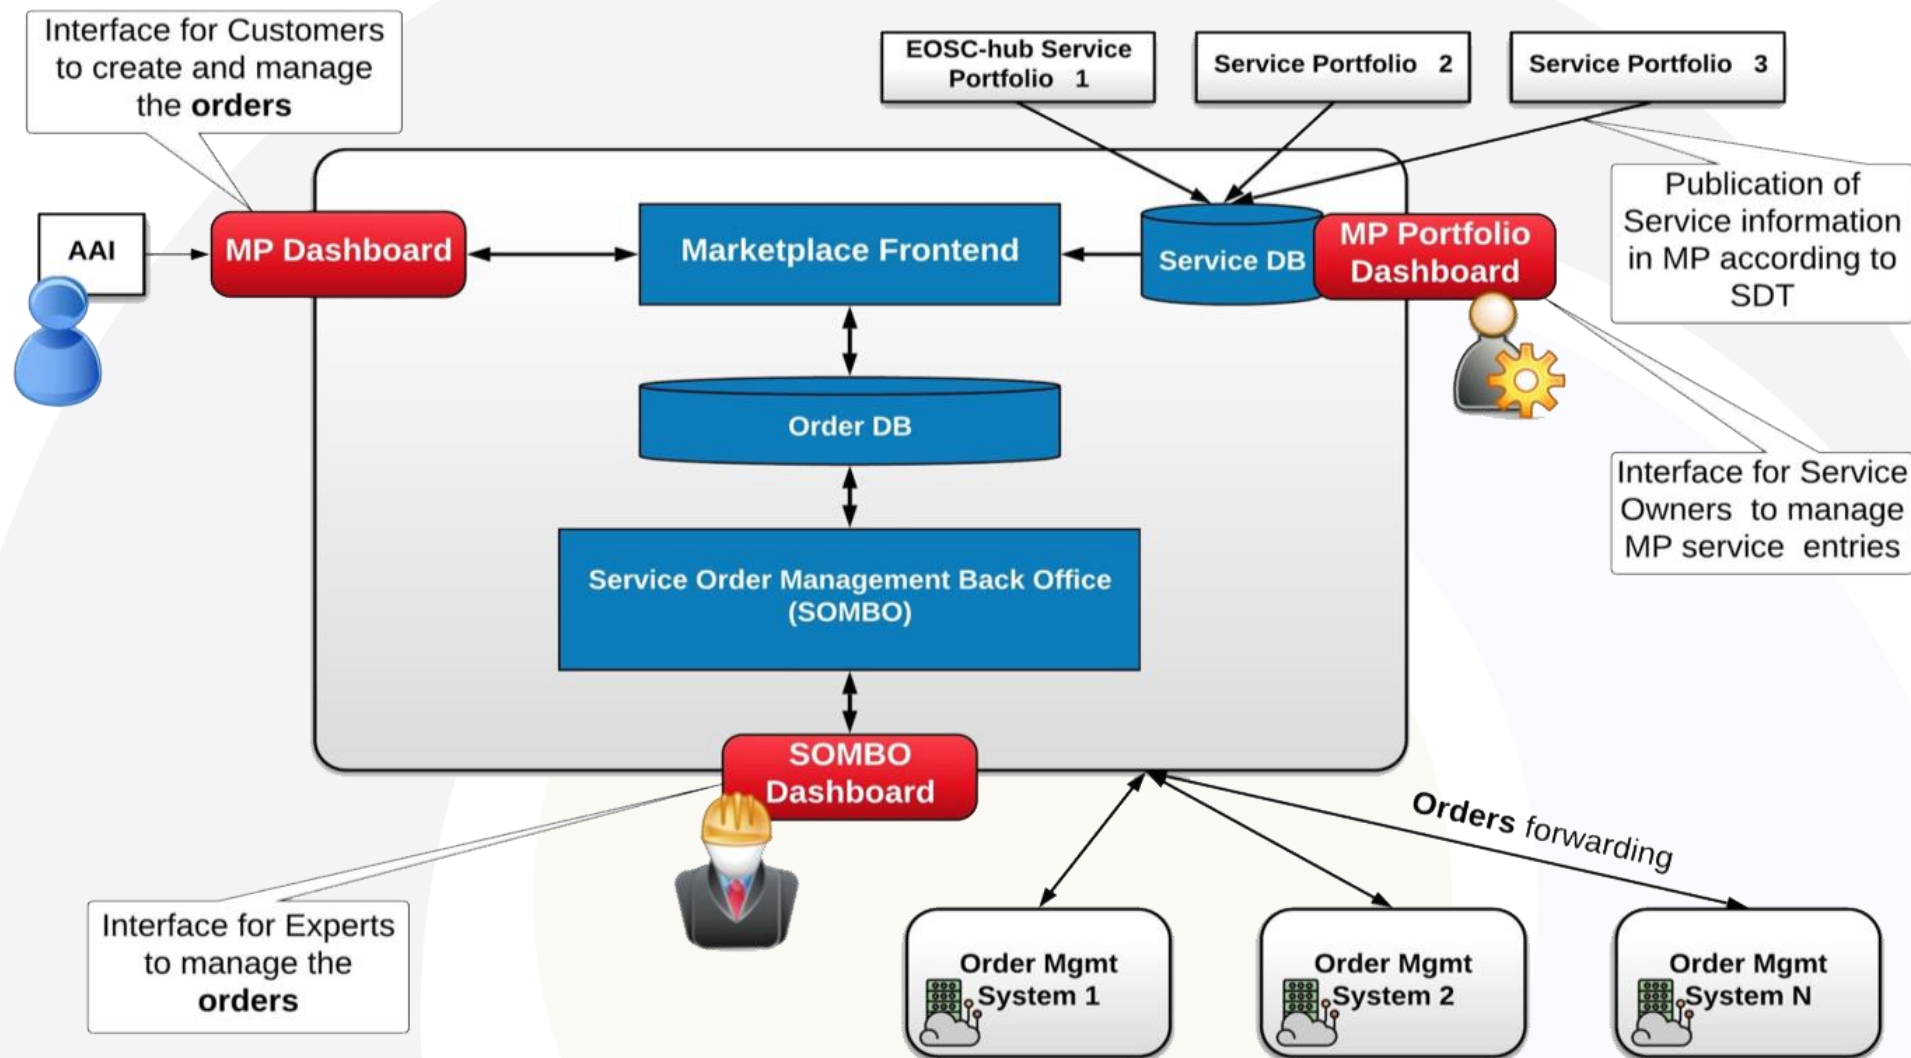 Interface for Customers
to create and manage
the orders
EOSC-hub Service
Portfolio 1
Service Portfolio 2
Service Portfolio 3
Publication of
Service information
in MP according to
SDT
AAI
MP Dashboard
Marketplace Frontend
Service DB
MP Portfolio
Dashboard
Order DB
Interface for Service
Owners to manage
MP service entries
Service Order Management Back Office
(SOMBO)
SOMBO
Dashboard
Orders forwarding
Interface for Experts
to manage the
orders
Order Mgmt
System 1
Order Mgmt
System 2
Order Mgmt
System N